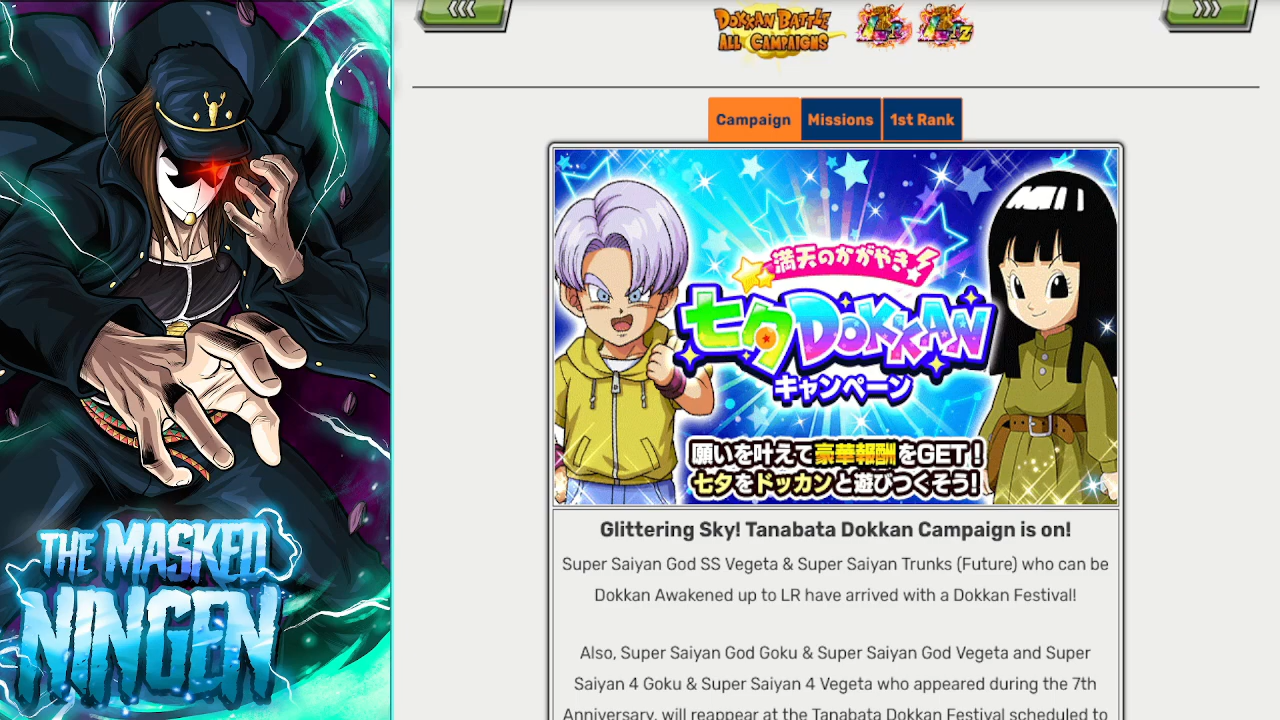 DOKKAN BATTLE
ALL CAMPAIGNS
LR
LR Z
Campaign
Missions
1st Rank
満天のかがやき!
七夕DOKKAN
キャンペーン
願いを叶えて豪華報酬をGET!
七夕をドッカンと遊びつくそう!
Glittering Sky! Tanabata Dokkan Campaign is on!
Super Saiyan God SS Vegeta & Super Saiyan Trunks (Future) who can be
Dokkan Awakened up to LR have arrived with a Dokkan Festival!
Also, Super Saiyan God Goku & Super Saiyan God Vegeta and Super
Saiyan 4 Goku & Super Saiyan 4 Vegeta who appeared during the 7th
Anniversary, will reappear at the Tanabata Dokkan Festival scheduled to
THE MASKED
NINGEN